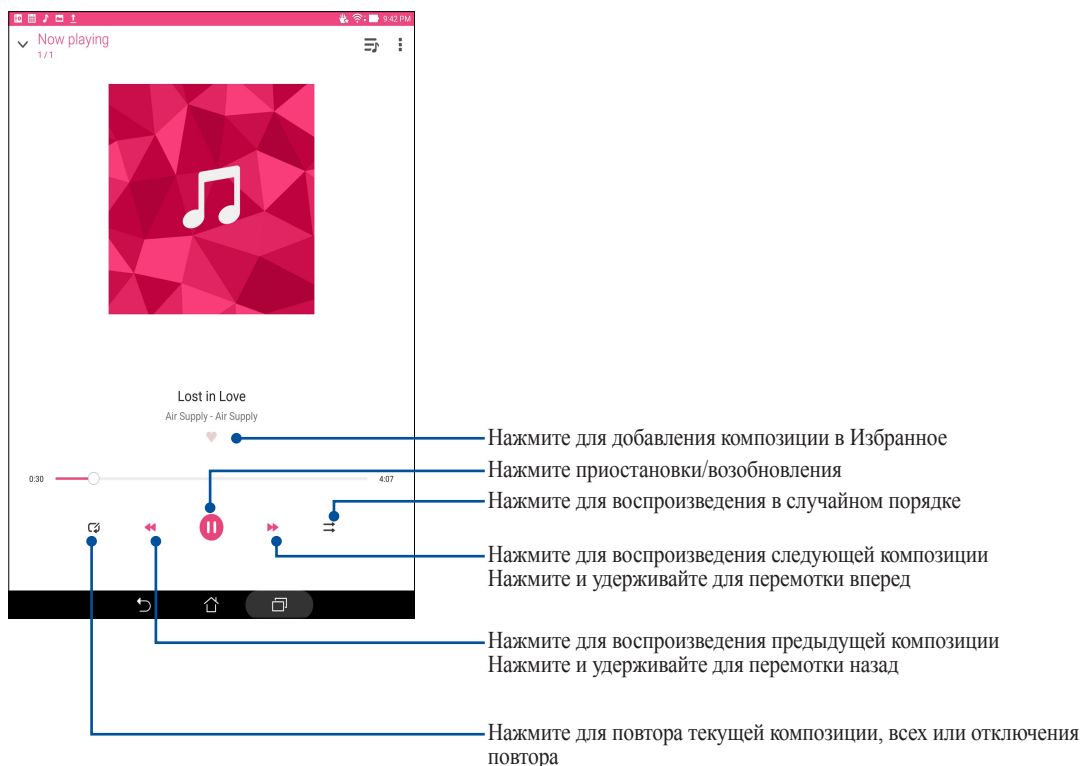 9:42 PM
Now playing
1/1
Lost in Love
Air Supply - Air Supply
Нажмите для добавления композиции в Избранное
0:30
4:07
Нажмите приостановки/возобновления
Нажмите для воспроизведения в случайном порядке
Нажмите для воспроизведения следующей композиции
Нажмите и удерживайте для перемотки вперед
Нажмите для воспроизведения предыдущей композиции
Нажмите и удерживайте для перемотки назад
Нажмите для повтора текущей композиции, всех или отключения
повтора